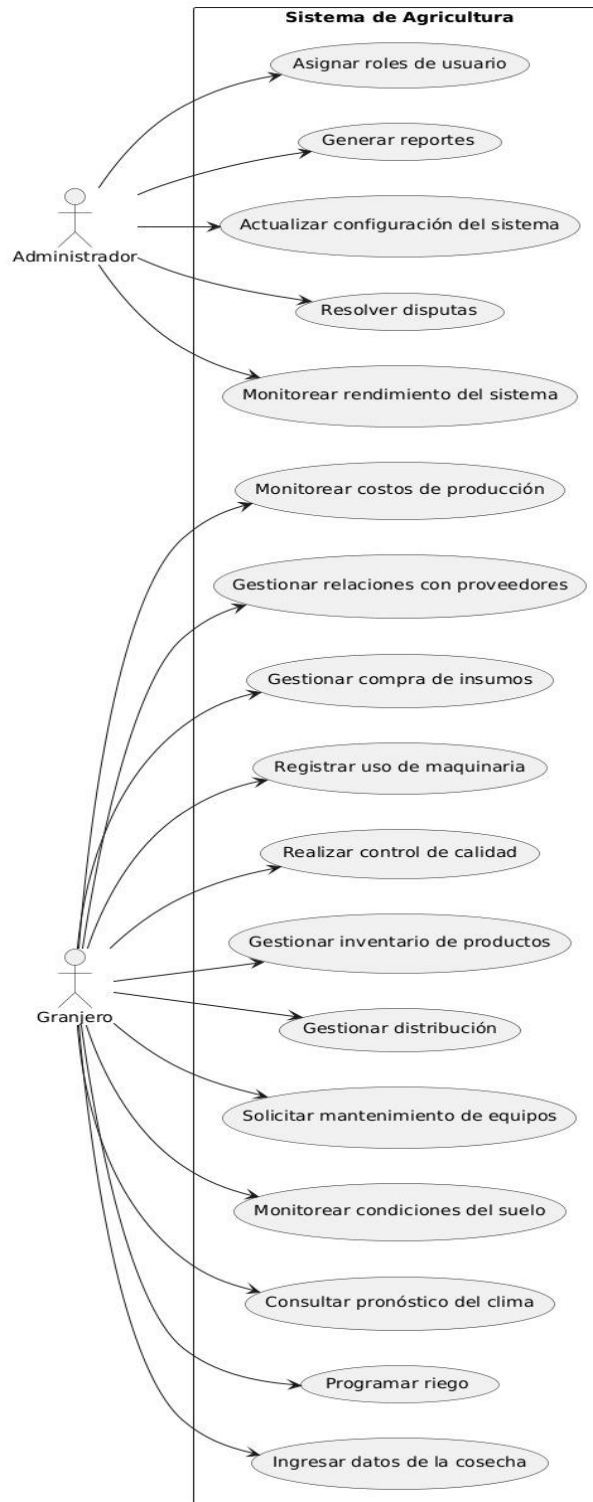 Sistema de Agricultura
Asignar roles de usuario
Generar reportes
Administrador
Actualizar configuración del sistema
Resolver disputas
Monitorear rendimiento del sistema
Monitorear costos de producción
Gestionar relaciones con proveedores
Gestionar compra de insumos
Registrar uso de maquinaria
Realizar control de calidad
Gestionar inventario de productos
Granjero
Gestionar distribución
Solicitar mantenimiento de equipos
Monitorear condiciones del suelo
Consultar pronóstico del clima
Programar riego
Ingresar datos de la cosecha